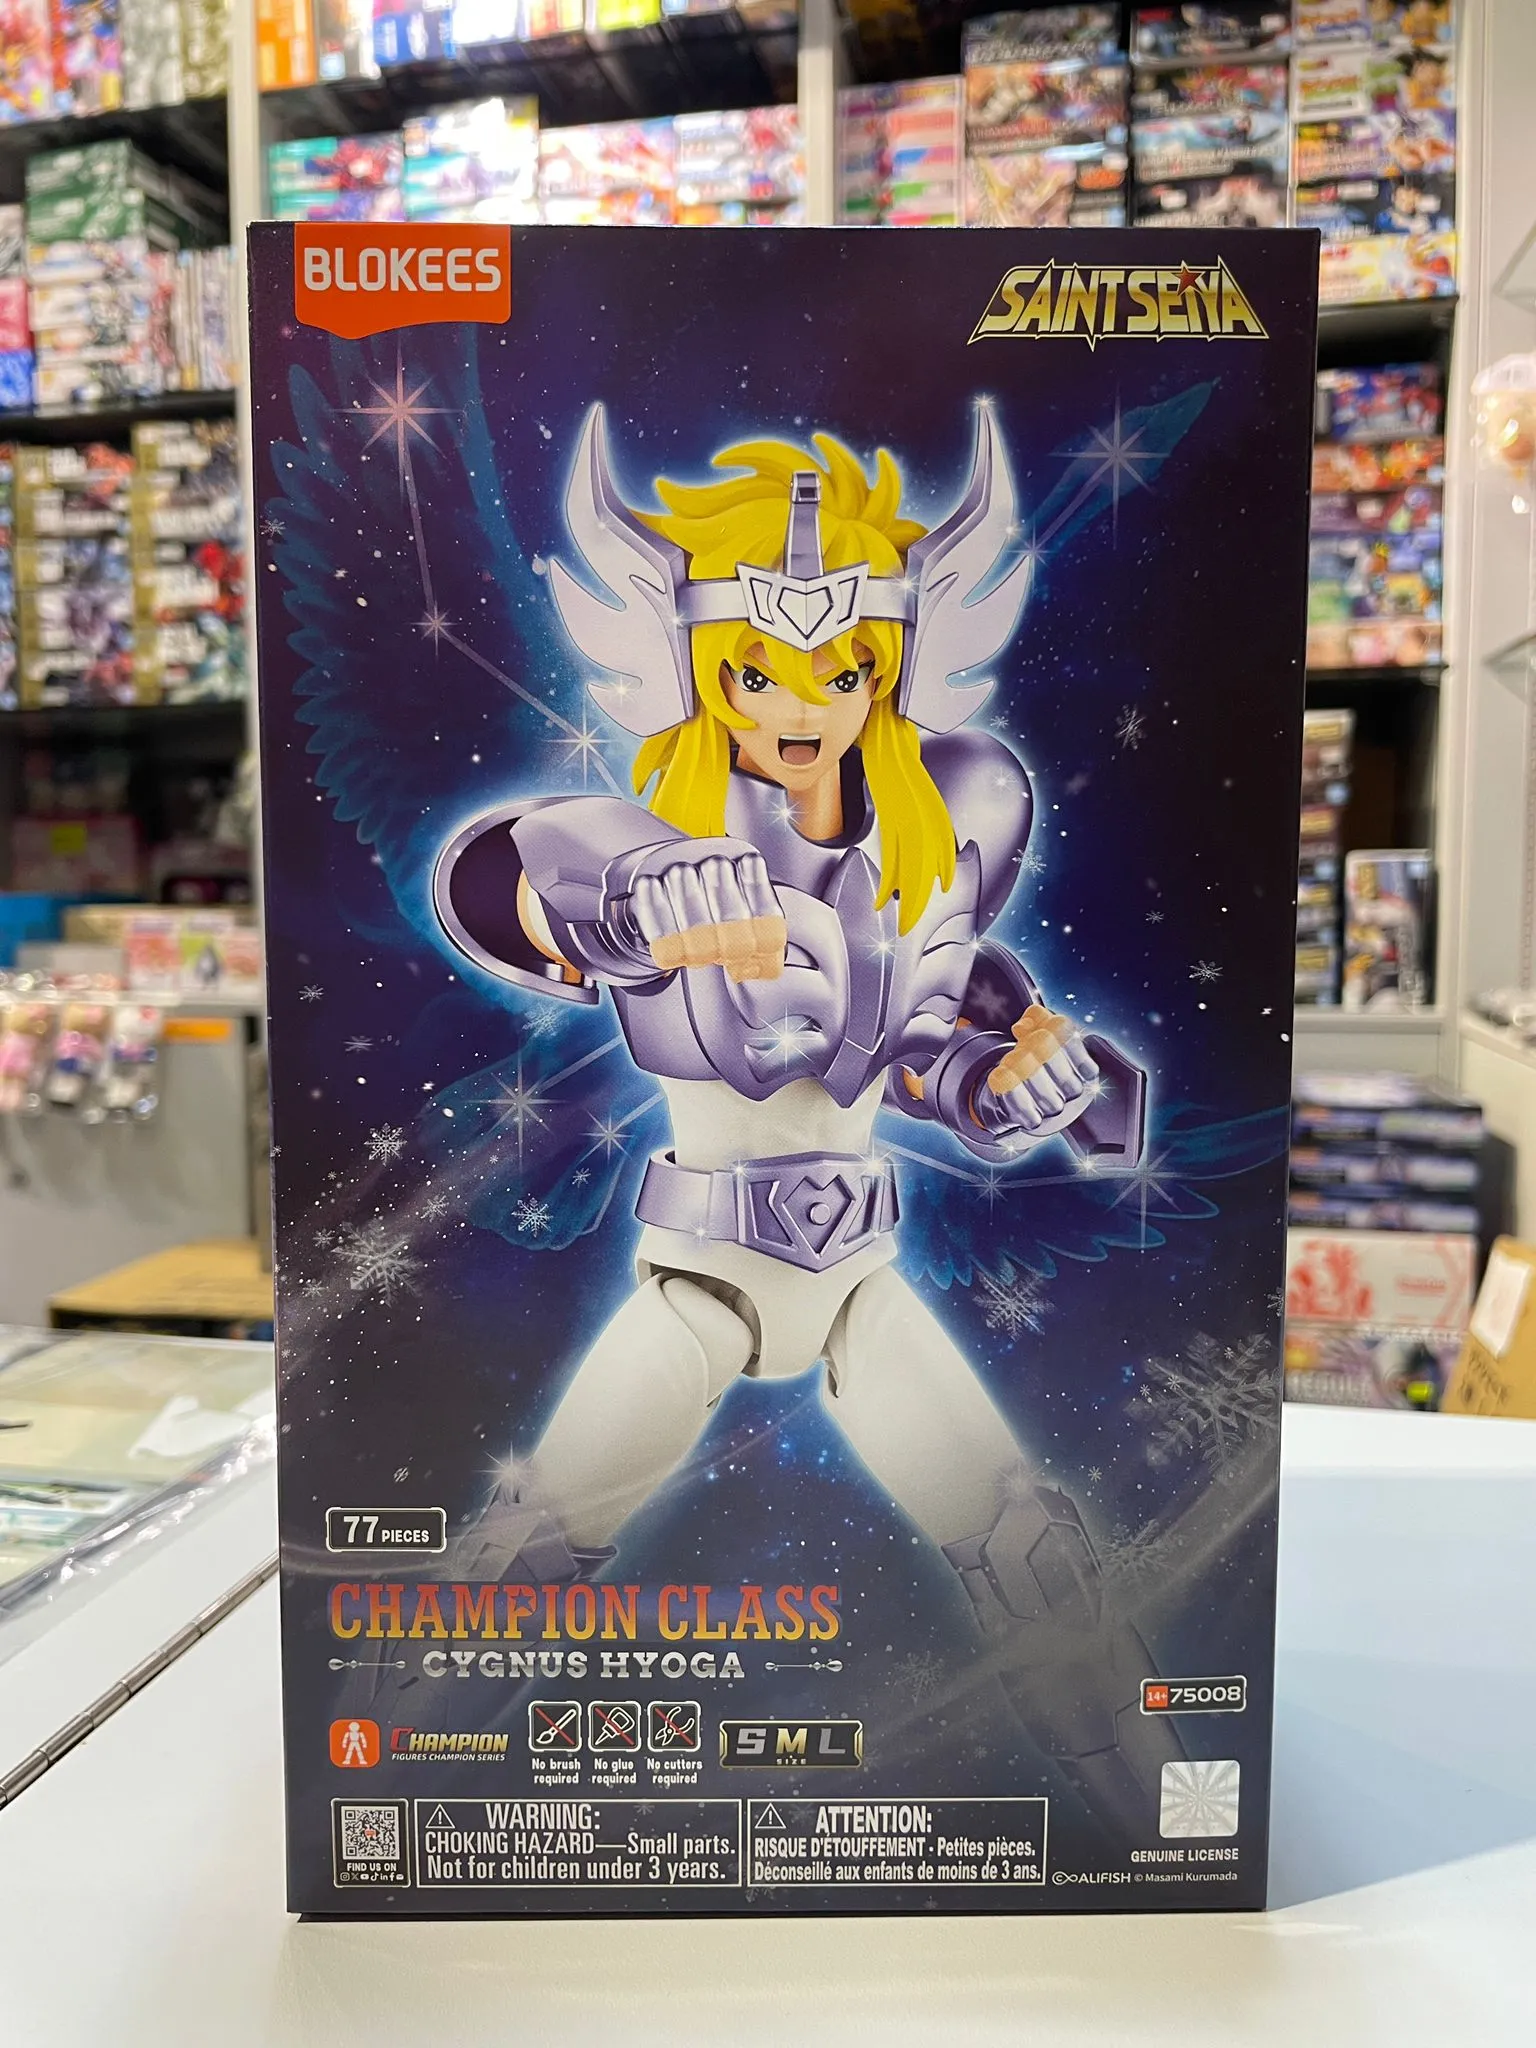 BLOKEES
SAINT SEIYA
77 PIECES
CHAMPION CLASS
CYGNUS HYOGA
14+ 75008
CHAMPION
FIGURES CHAMPION SERIES
No brush required
No glue required
No cutters required
S M L
SIZE
FIND US ON
WARNING:
CHOKING HAZARD—Small parts.
Not for children under 3 years.
ATTENTION:
RISQUE D'ÉTOUFFEMENT - Petites pièces.
Déconseillé aux enfants de moins de 3 ans.
GENUINE LICENSE
ALIFISH © Masami Kurumada